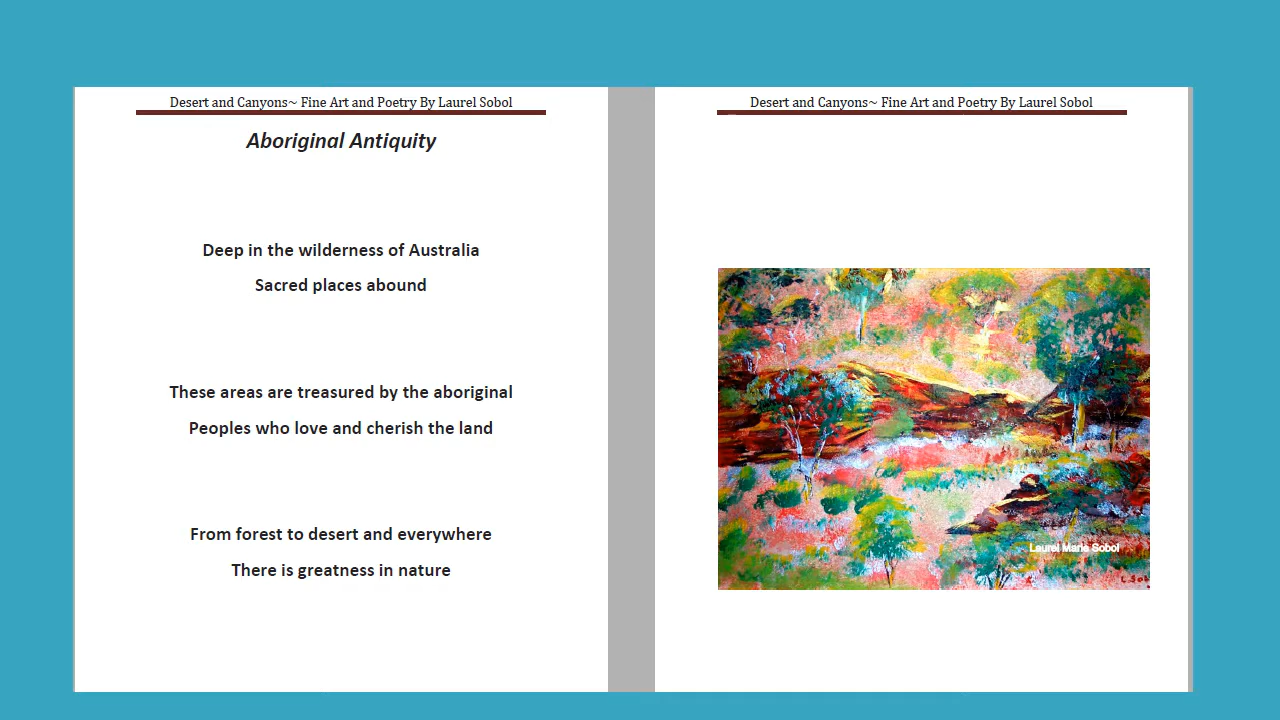 Desert and Canyons~ Fine Art and Poetry By Laurel Sobol
Aboriginal Antiquity
Deep in the wilderness of Australia
Sacred places abound
These areas are treasured by the aboriginal
Peoples who love and cherish the land
From forest to desert and everywhere
There is greatness in nature
Desert and Canyons~ Fine Art and Poetry By Laurel Sobol
Laurel Marie Sobol